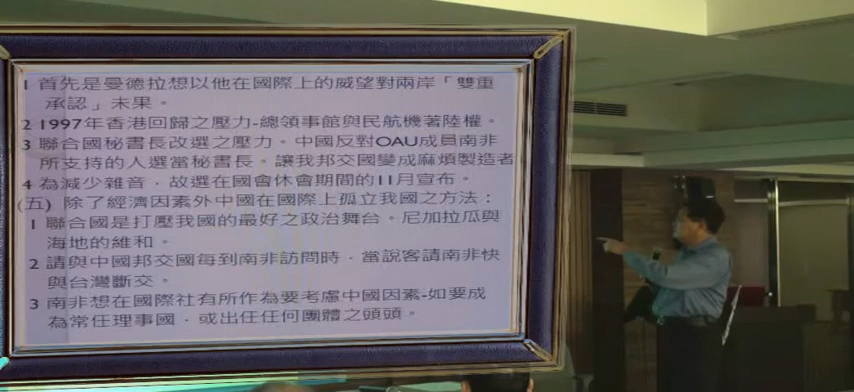 1 首先是曼德拉想以他在國際上的威望對兩岸「雙重
承認」未果。
2 1997年香港回歸之壓力-總領事館與民航機著陸權。
3 聯合國秘書長改選之壓力。中國反對OAU成員南非
所支持的人選當秘書長。讓我邦交國變成麻煩製造者
4 為減少雜音，故選在國會休會期間的11月宣布。
(五) 除了經濟因素外中國在國際上孤立我國之方法：
1 聯合國是打壓我國的最好之政治舞台。尼加拉瓜與
海地的維和。
2 請與中國邦交國每到南非訪問時，當說客請南非快
與台灣斷交。
3 南非想在國際社有所作為要考慮中國因素-如要成
為常任理事國，或出任任何團體之頭頭。